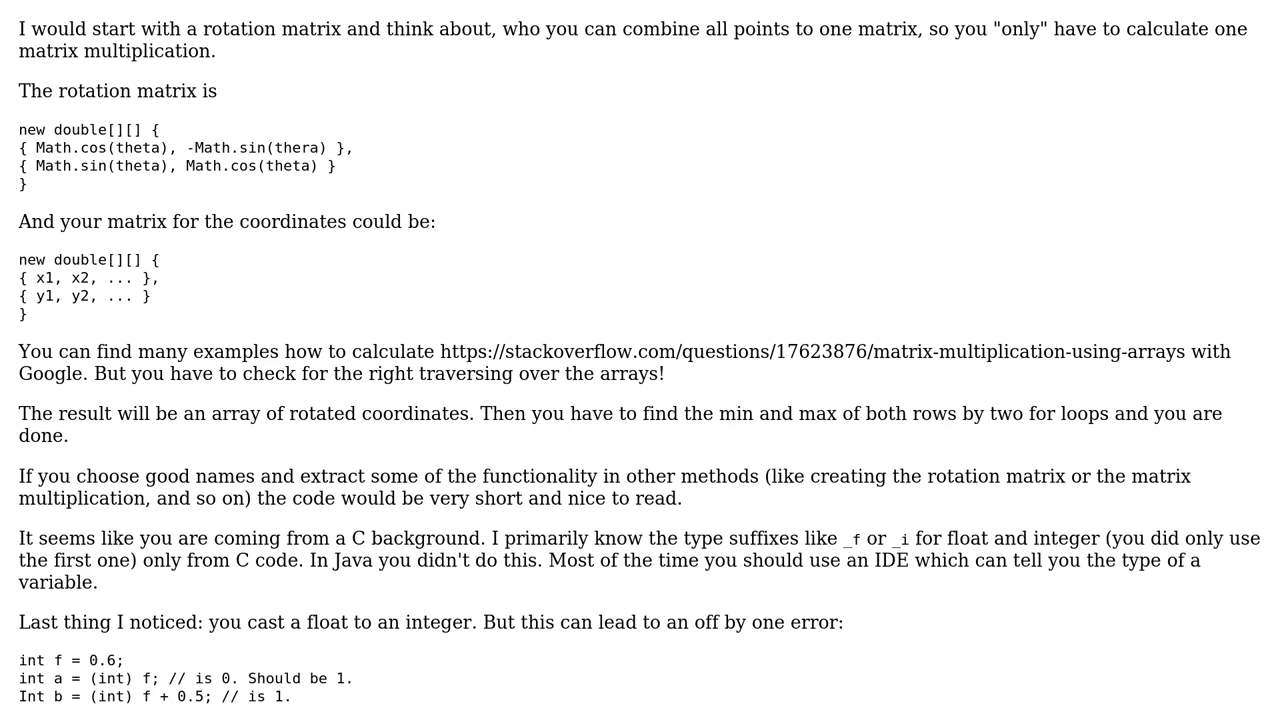 I would start with a rotation matrix and think about, who you can combine all points to one matrix, so you "only" have to calculate one
matrix multiplication.
The rotation matrix is
new double[][] {
{ Math.cos(theta), -Math.sin(thera) },
{ Math.sin(theta), Math.cos(theta) }
}
And your matrix for the coordinates could be:
new double[][] {
{ x1, x2, ... },
{ y1, y2, ... }
}
You can find many examples how to calculate https://stackoverflow.com/questions/17623876/matrix-multiplication-using-arrays with
Google. But you have to check for the right traversing over the arrays!
The result will be an array of rotated coordinates. Then you have to find the min and max of both rows by two for loops and you are
done.
If you choose good names and extract some of the functionality in other methods (like creating the rotation matrix or the matrix
multiplication, and so on) the code would be very short and nice to read.
It seems like you are coming from a C background. I primarily know the type suffixes like _f or _i for float and integer (you did only use
the first one) only from C code. In Java you didn't do this. Most of the time you should use an IDE which can tell you the type of a
variable.
Last thing I noticed: you cast a float to an integer. But this can lead to an off by one error:
int f = 0.6;
int a = (int) f; // is 0. Should be 1.
Int b = (int) f + 0.5; // is 1.